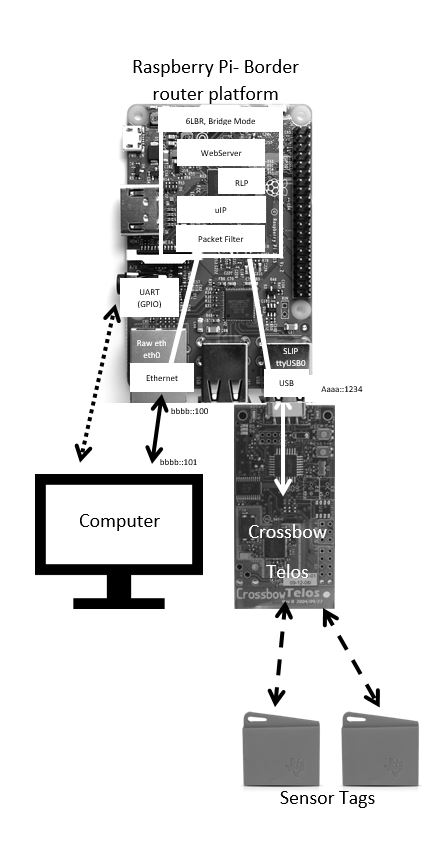 Raspberry Pi- Border
router platform
6LBR, Bridge Mode
WebServer
RLP
uIP
Packet Filter
UART
(GPIO)
Raw eth
eth0
SLIP
ttyUSB0
Ethernet
USB
Aaaa::1234
bbbb::100
bbbb::101
Computer
Crossbow
Telos
CrossbowTelos
Sensor Tags